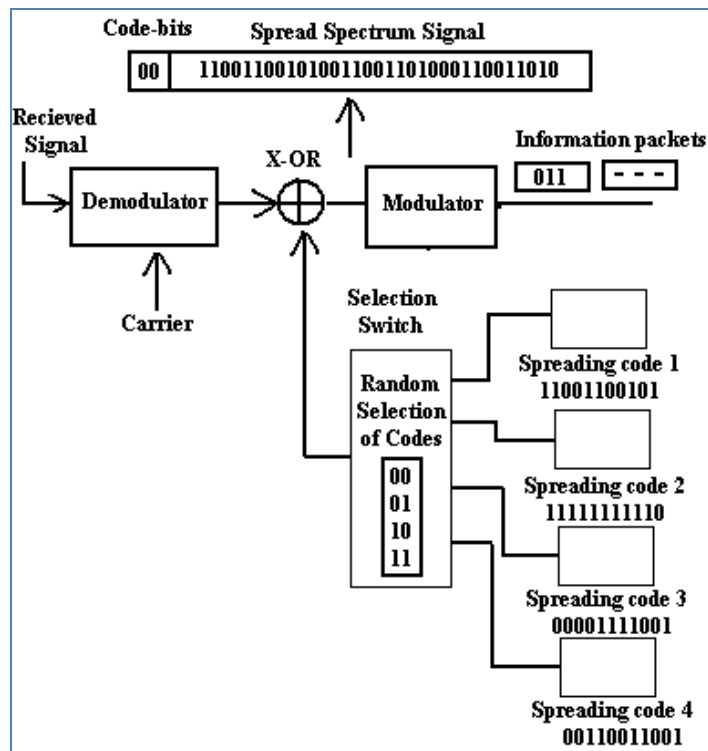 Code-bits Spread Spectrum Signal
00 110011001010011001101000110011010
Recieved
Signal
X-OR
Information packets
011 - - -
Demodulator
Modulator
Carrier
Selection
Switch
Random
Selection
of Codes
00
01
10
11
Spreading code 1
11001100101
Spreading code 2
11111111110
Spreading code 3
00001111001
Spreading code 4
00110011001